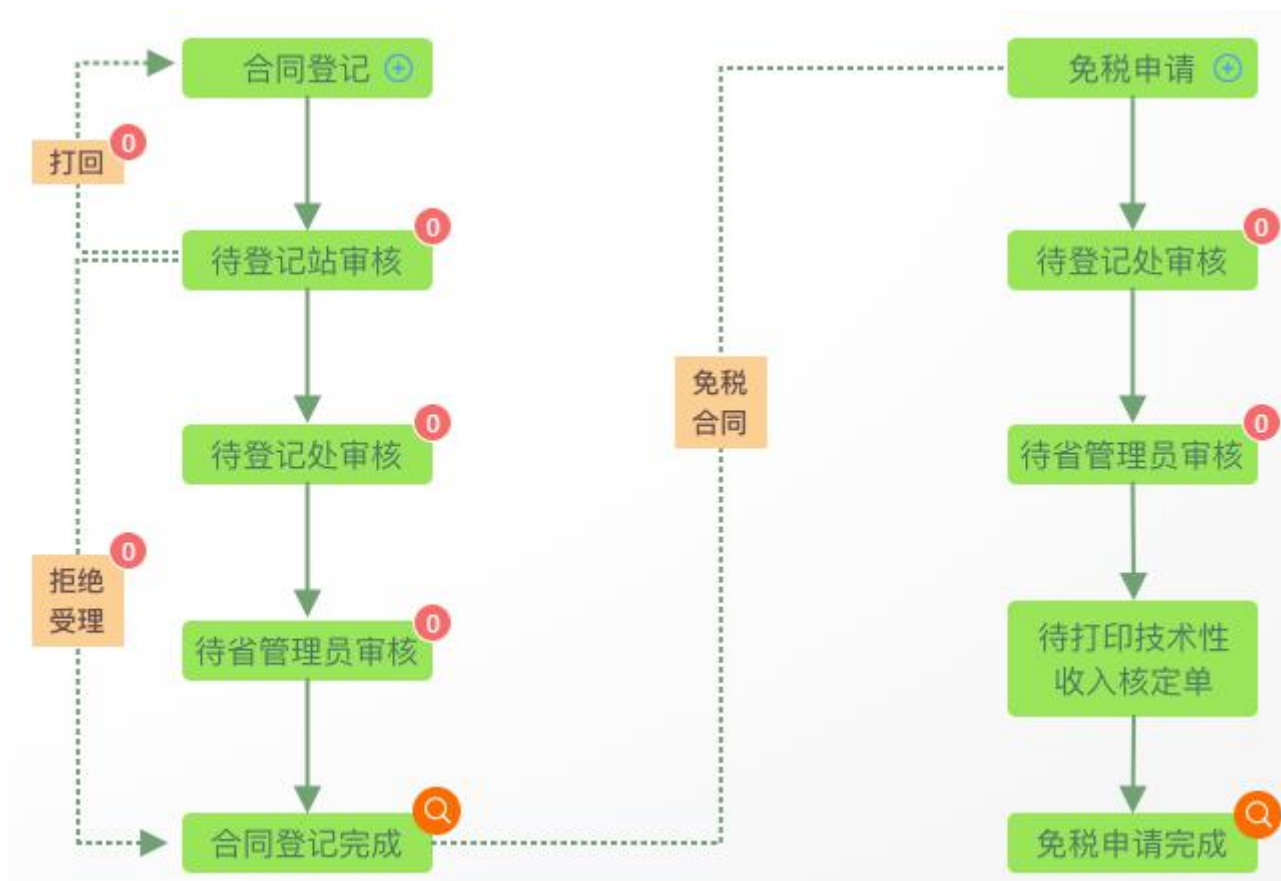 合同登记
打回
0
待登记站审核
0
待登记处审核
0
拒绝
受理
0
待省管理员审核
0
合同登记完成
免税
合同
免税申请
待登记处审核
0
待省管理员审核
0
待打印技术性
收入核定单
免税申请完成